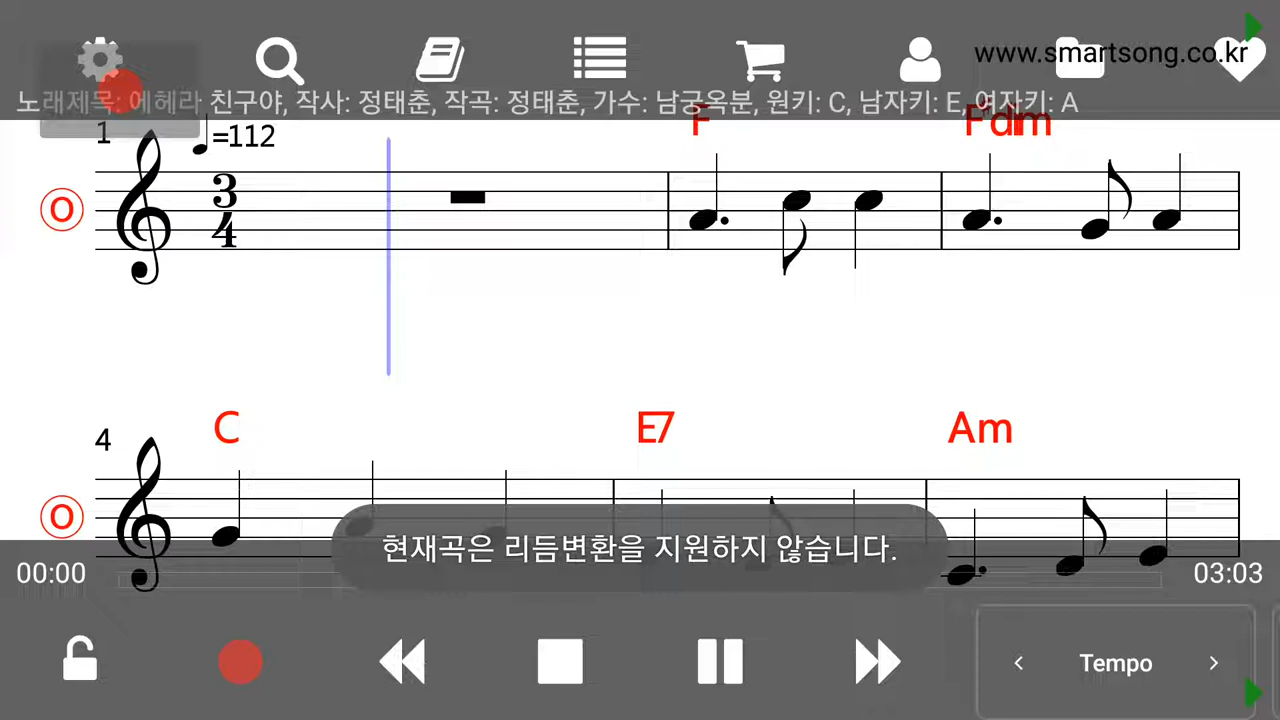 www.smartsong.co.kr
노래제목: 에헤라 친구야, 작사: 정태춘, 작곡: 정태춘, 가수: 남궁옥분, 원키: C, 남자키: E, 여자키: A
1 =112 F Fdim
3
4
O
4 C E7 Am
O
현재곡은 리듬변환을 지원하지 않습니다.
00:00 03:03
< Tempo >